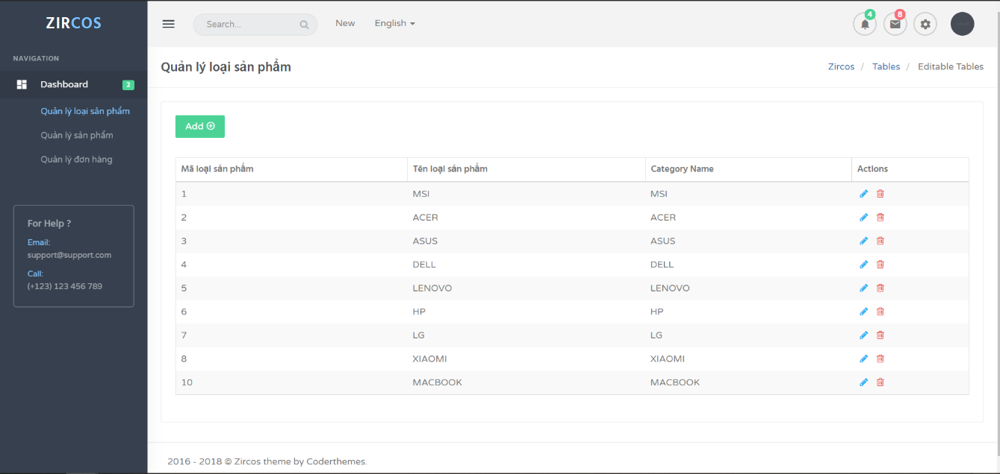 ZIRCOS
Search...
New
English
4
8
NAVIGATION
Dashboard
2
Quản lý loại sản phẩm
Quản lý sản phẩm
Quản lý đơn hàng
For Help ?
Email:
support@support.com
Call:
(+123) 123 456 789
Quản lý loại sản phẩm
Zircos / Tables / Editable Tables
Add
Mã loại sản phẩm Tên loại sản phẩm Category Name Actions
1 MSI MSI
2 ACER ACER
3 ASUS ASUS
4 DELL DELL
5 LENOVO LENOVO
6 HP HP
7 LG LG
8 XIAOMI XIAOMI
10 MACBOOK MACBOOK
2016 - 2018 © Zircos theme by Coderthemes.